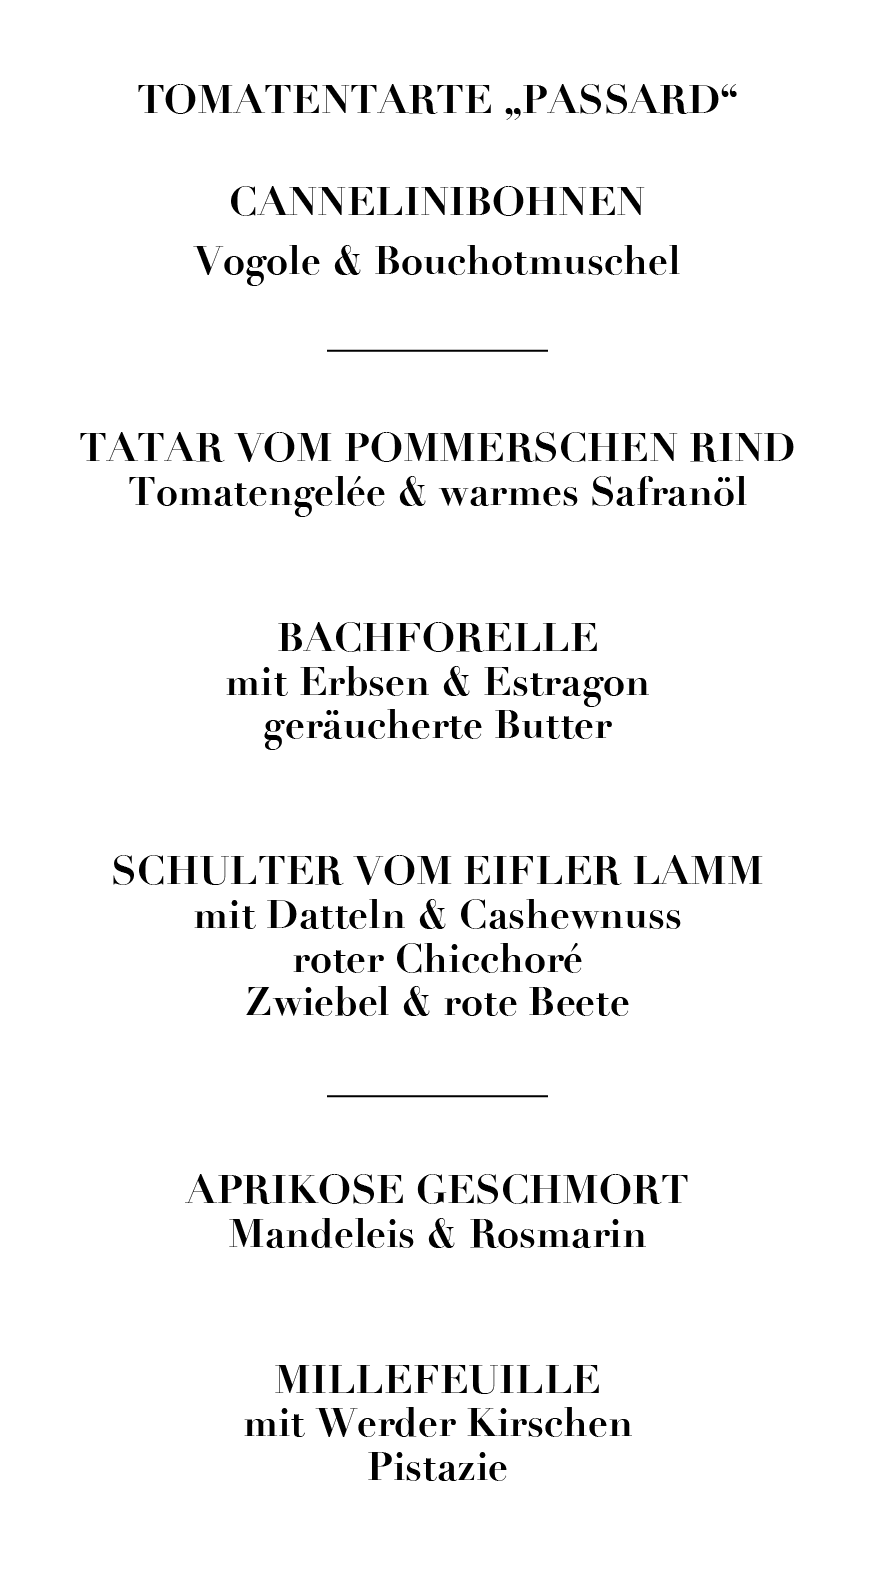 TOMATENTARTE „PASSARD“
CANNELINIBOHNEN
Vogole & Bouchotmuschel
TATAR VOM POMMERSCHEN RIND
Tomatengelée & warmes Safranöl
BACHFORELLE
mit Erbsen & Estragon
geräucherte Butter
SCHULTER VOM EIFLER LAMM
mit Datteln & Cashewnuss
roter Chicchoré
Zwiebel & rote Beete
APRIKOSE GESCHMORT
Mandeleis & Rosmarin
MILLEFEUILLE
mit Werder Kirschen
Pistazie